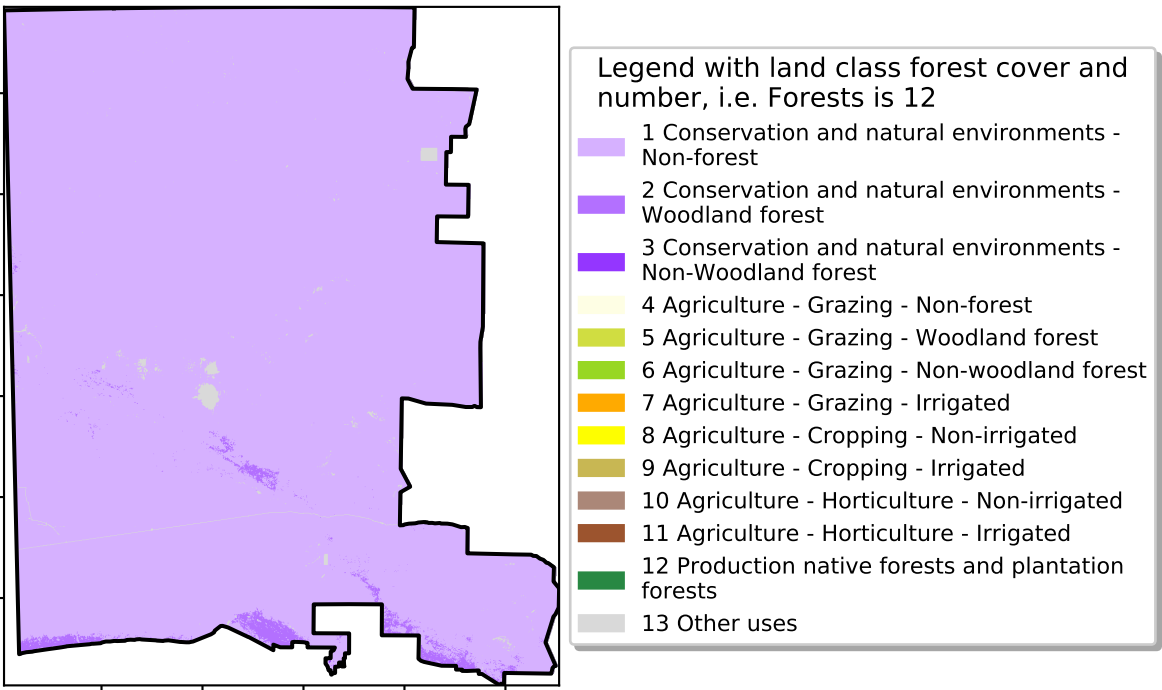 Legend with land class forest cover and
number, i.e. Forests is 12
1 Conservation and natural environments -
Non-forest
2 Conservation and natural environments -
Woodland forest
3 Conservation and natural environments -
Non-Woodland forest
4 Agriculture - Grazing - Non-forest
5 Agriculture - Grazing - Woodland forest
6 Agriculture - Grazing - Non-woodland forest
7 Agriculture - Grazing - Irrigated
8 Agriculture - Cropping - Non-irrigated
9 Agriculture - Cropping - Irrigated
10 Agriculture - Horticulture - Non-irrigated
11 Agriculture - Horticulture - Irrigated
12 Production native forests and plantation
forests
13 Other uses